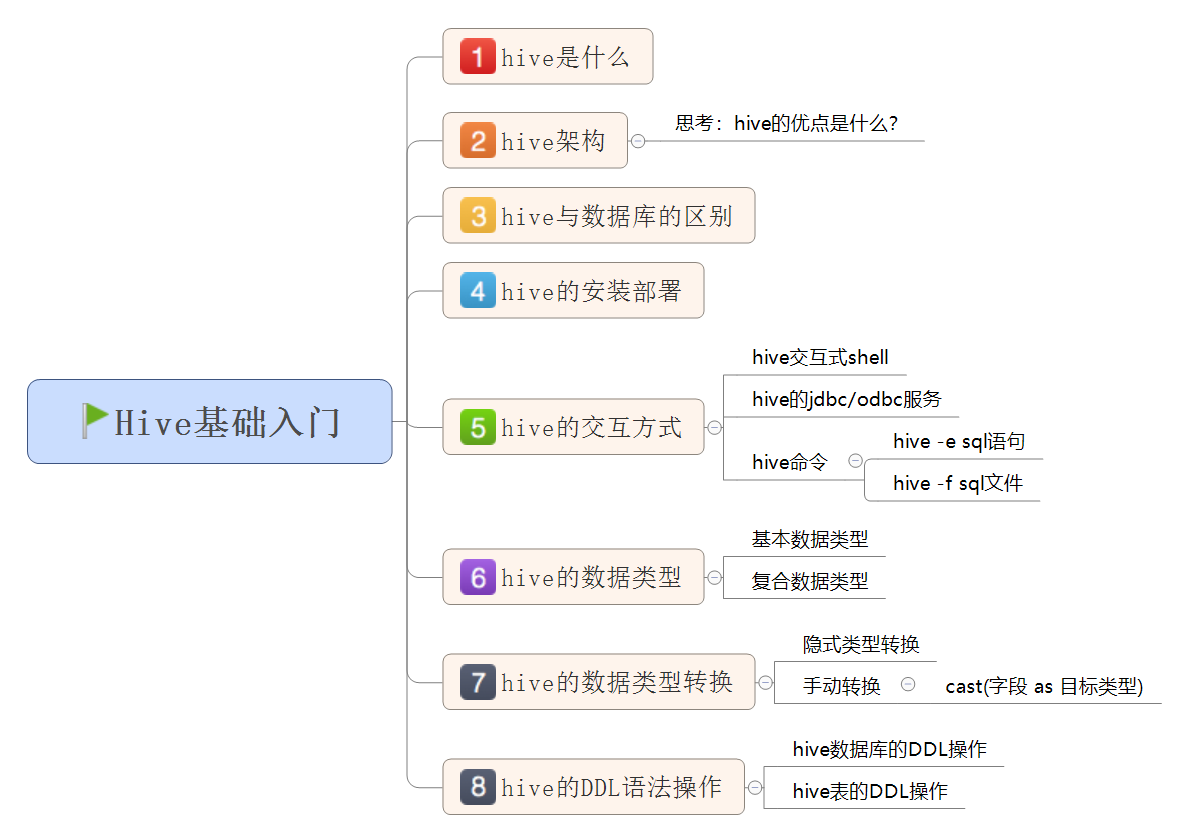 Hive基础入门
1 hive是什么
2 hive架构
思考：hive的优点是什么?
3 hive与数据库的区别
4 hive的安装部署
5 hive的交互方式
hive交互式shell
hive的jdbc/odbc服务
hive命令
hive -e sql语句
hive -f sql文件
6 hive的数据类型
基本数据类型
复合数据类型
7 hive的数据类型转换
隐式类型转换
手动转换
cast(字段 as 目标类型)
8 hive的DDL语法操作
hive数据库的DDL操作
hive表的DDL操作